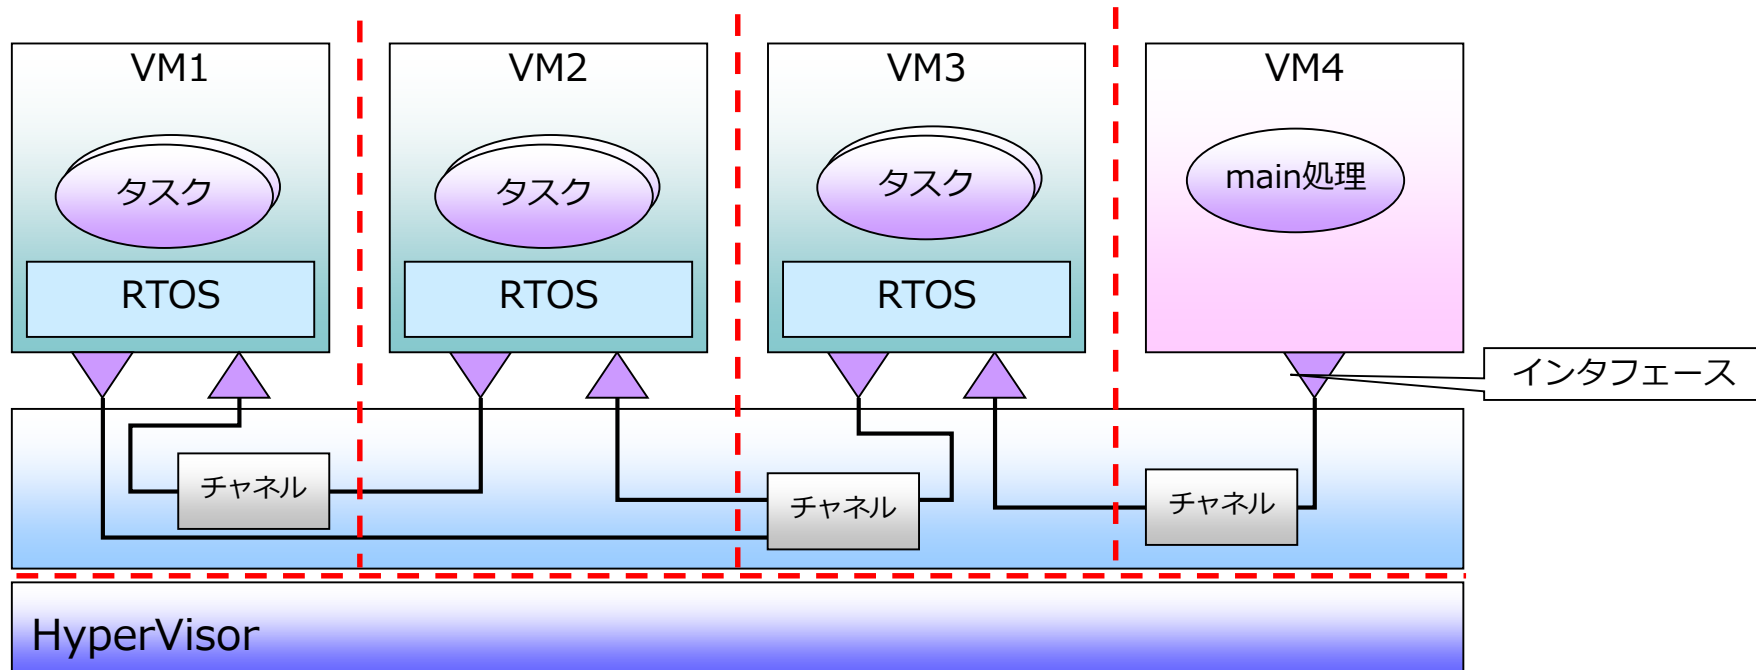 VM1
VM2
VM3
VM4
タスク
タスク
タスク
main処理
RTOS
RTOS
RTOS
インタフェース
チャネル
チャネル
チャネル
HyperVisor